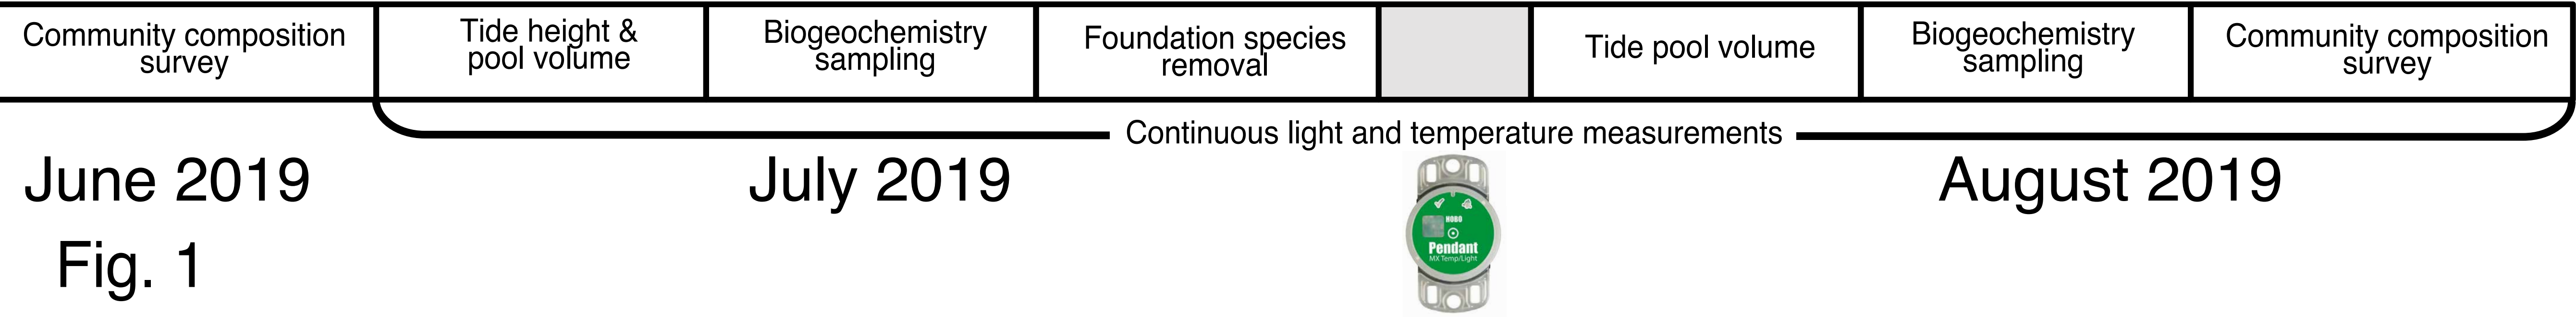 Community composition
survey
Tide height &
pool volume
Biogeochemistry
sampling
Foundation species
removal
Tide pool volume
Biogeochemistry
sampling
Community composition
survey
Continuous light and temperature measurements
June 2019
July 2019
August 2019
HOBO
Pendant
MX Temp/Light
Fig. 1